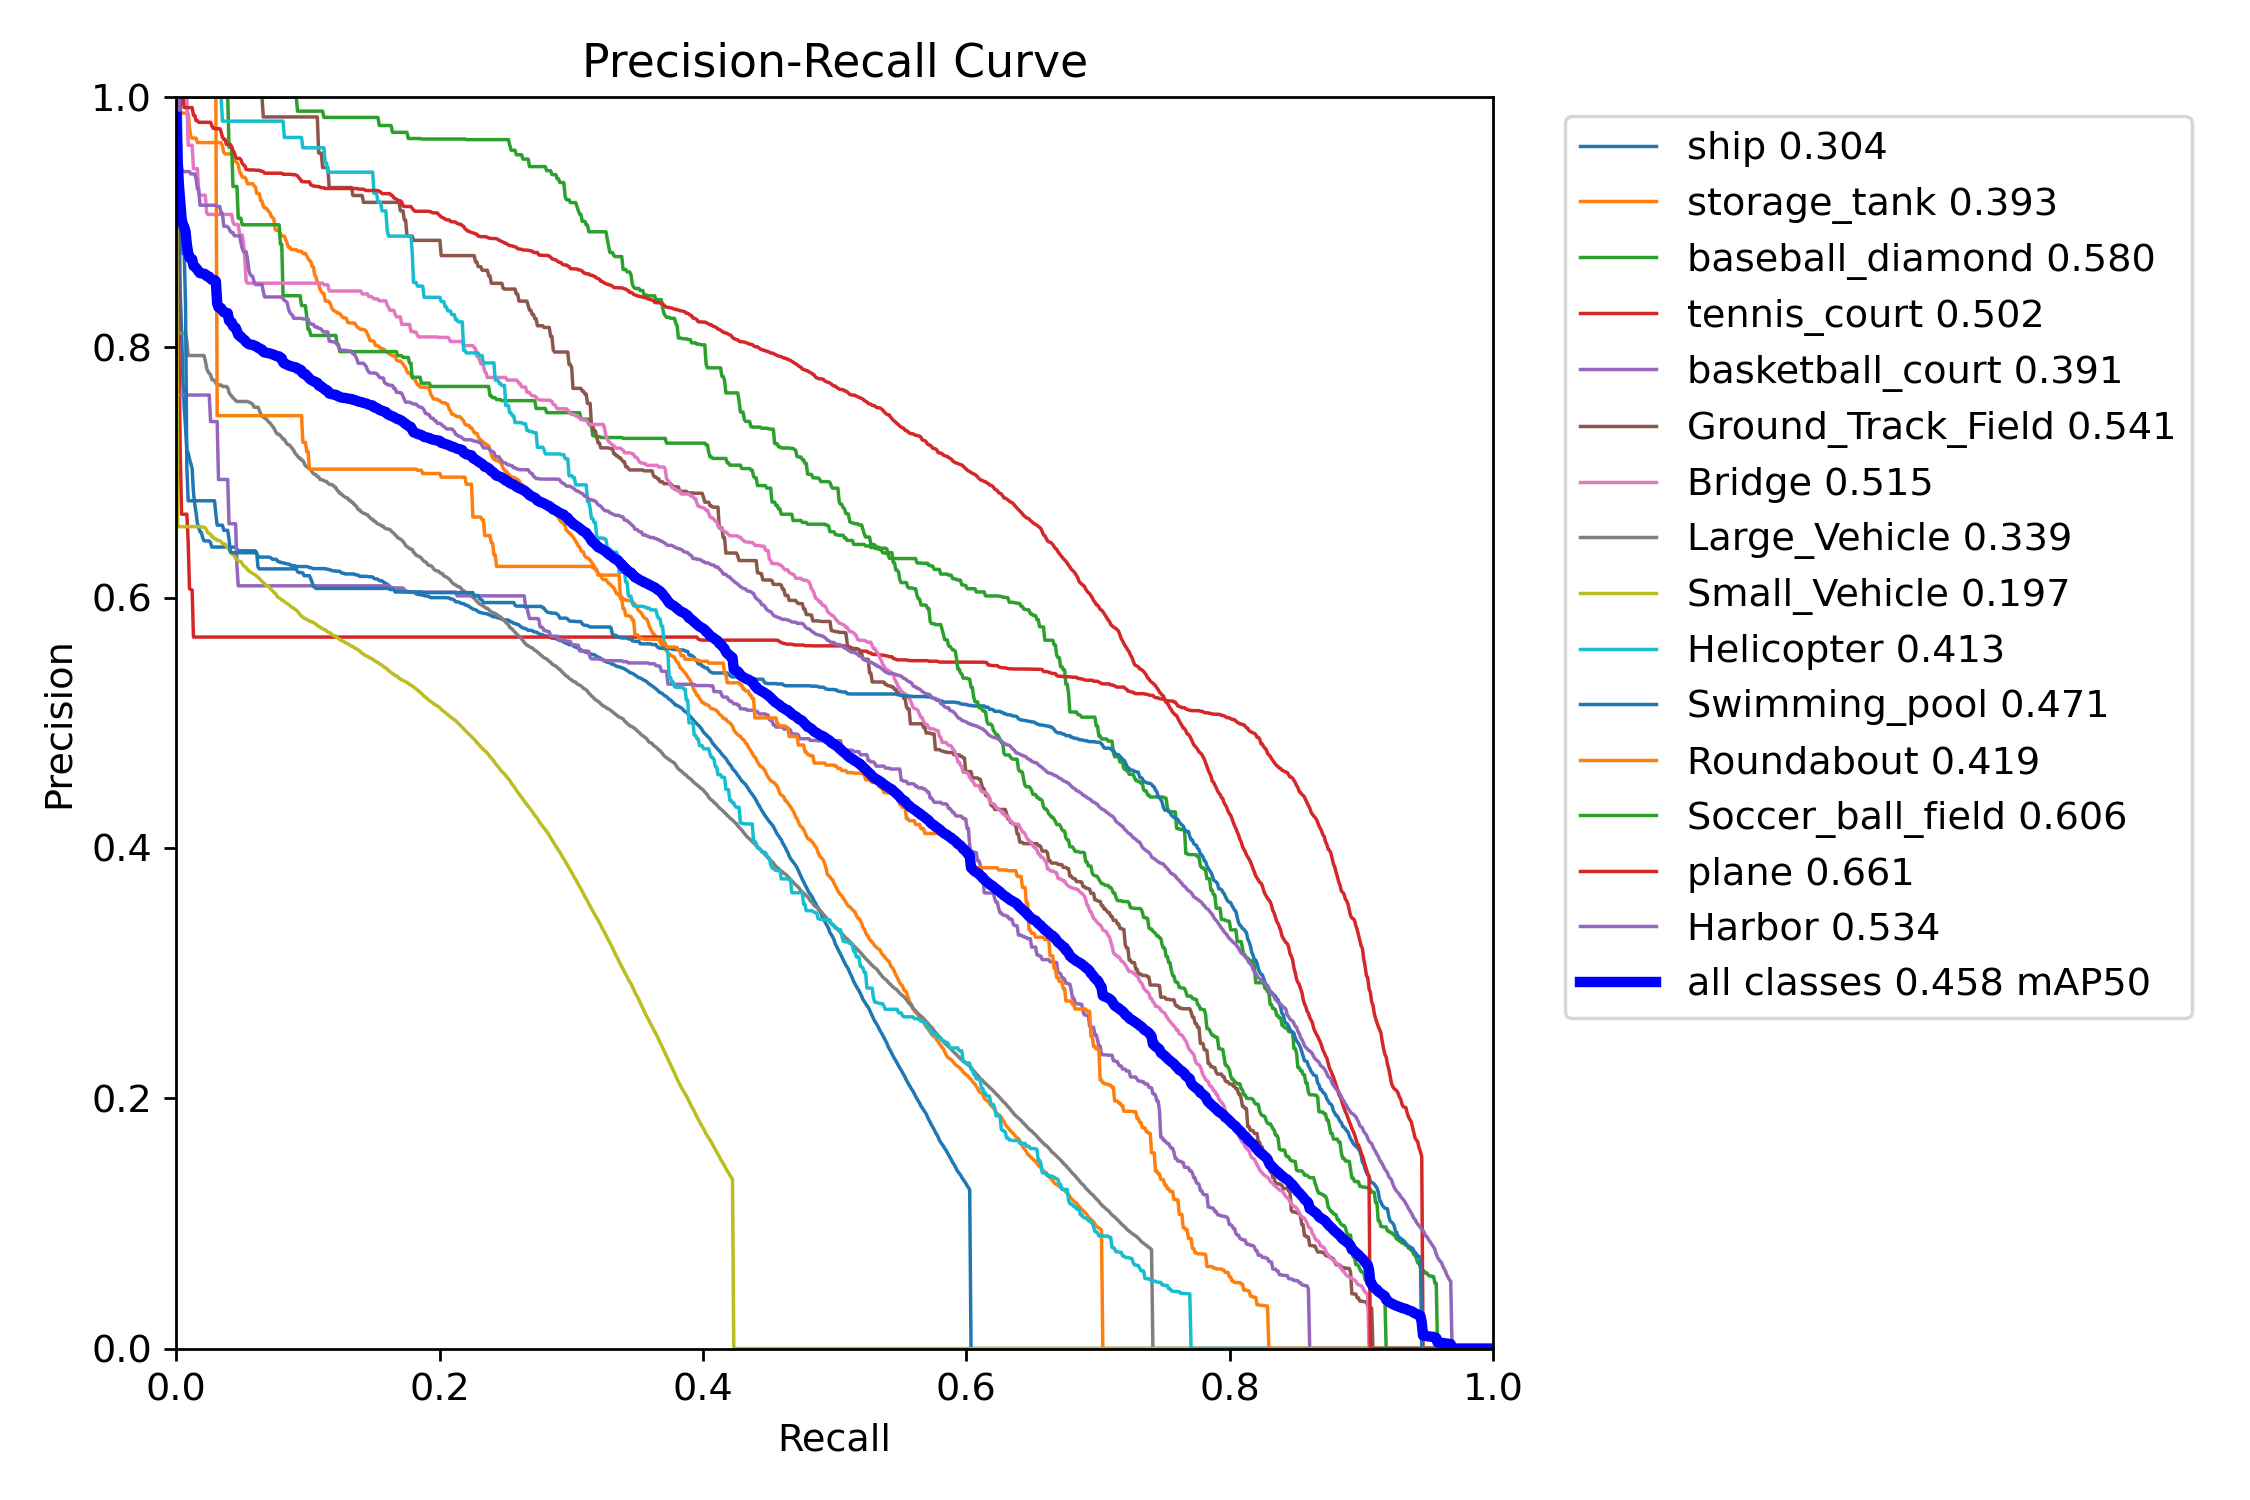 Precision-Recall Curve
1.0
0.8
0.6
0.4
0.2
0.0
Precision
0.0 0.2 0.4 0.6 0.8 1.0
Recall
ship 0.304
storage_tank 0.393
baseball_diamond 0.580
tennis_court 0.502
basketball_court 0.391
Ground_Track_Field 0.541
Bridge 0.515
Large_Vehicle 0.339
Small_Vehicle 0.197
Helicopter 0.413
Swimming_pool 0.471
Roundabout 0.419
Soccer_ball_field 0.606
plane 0.661
Harbor 0.534
all classes 0.458 mAP50